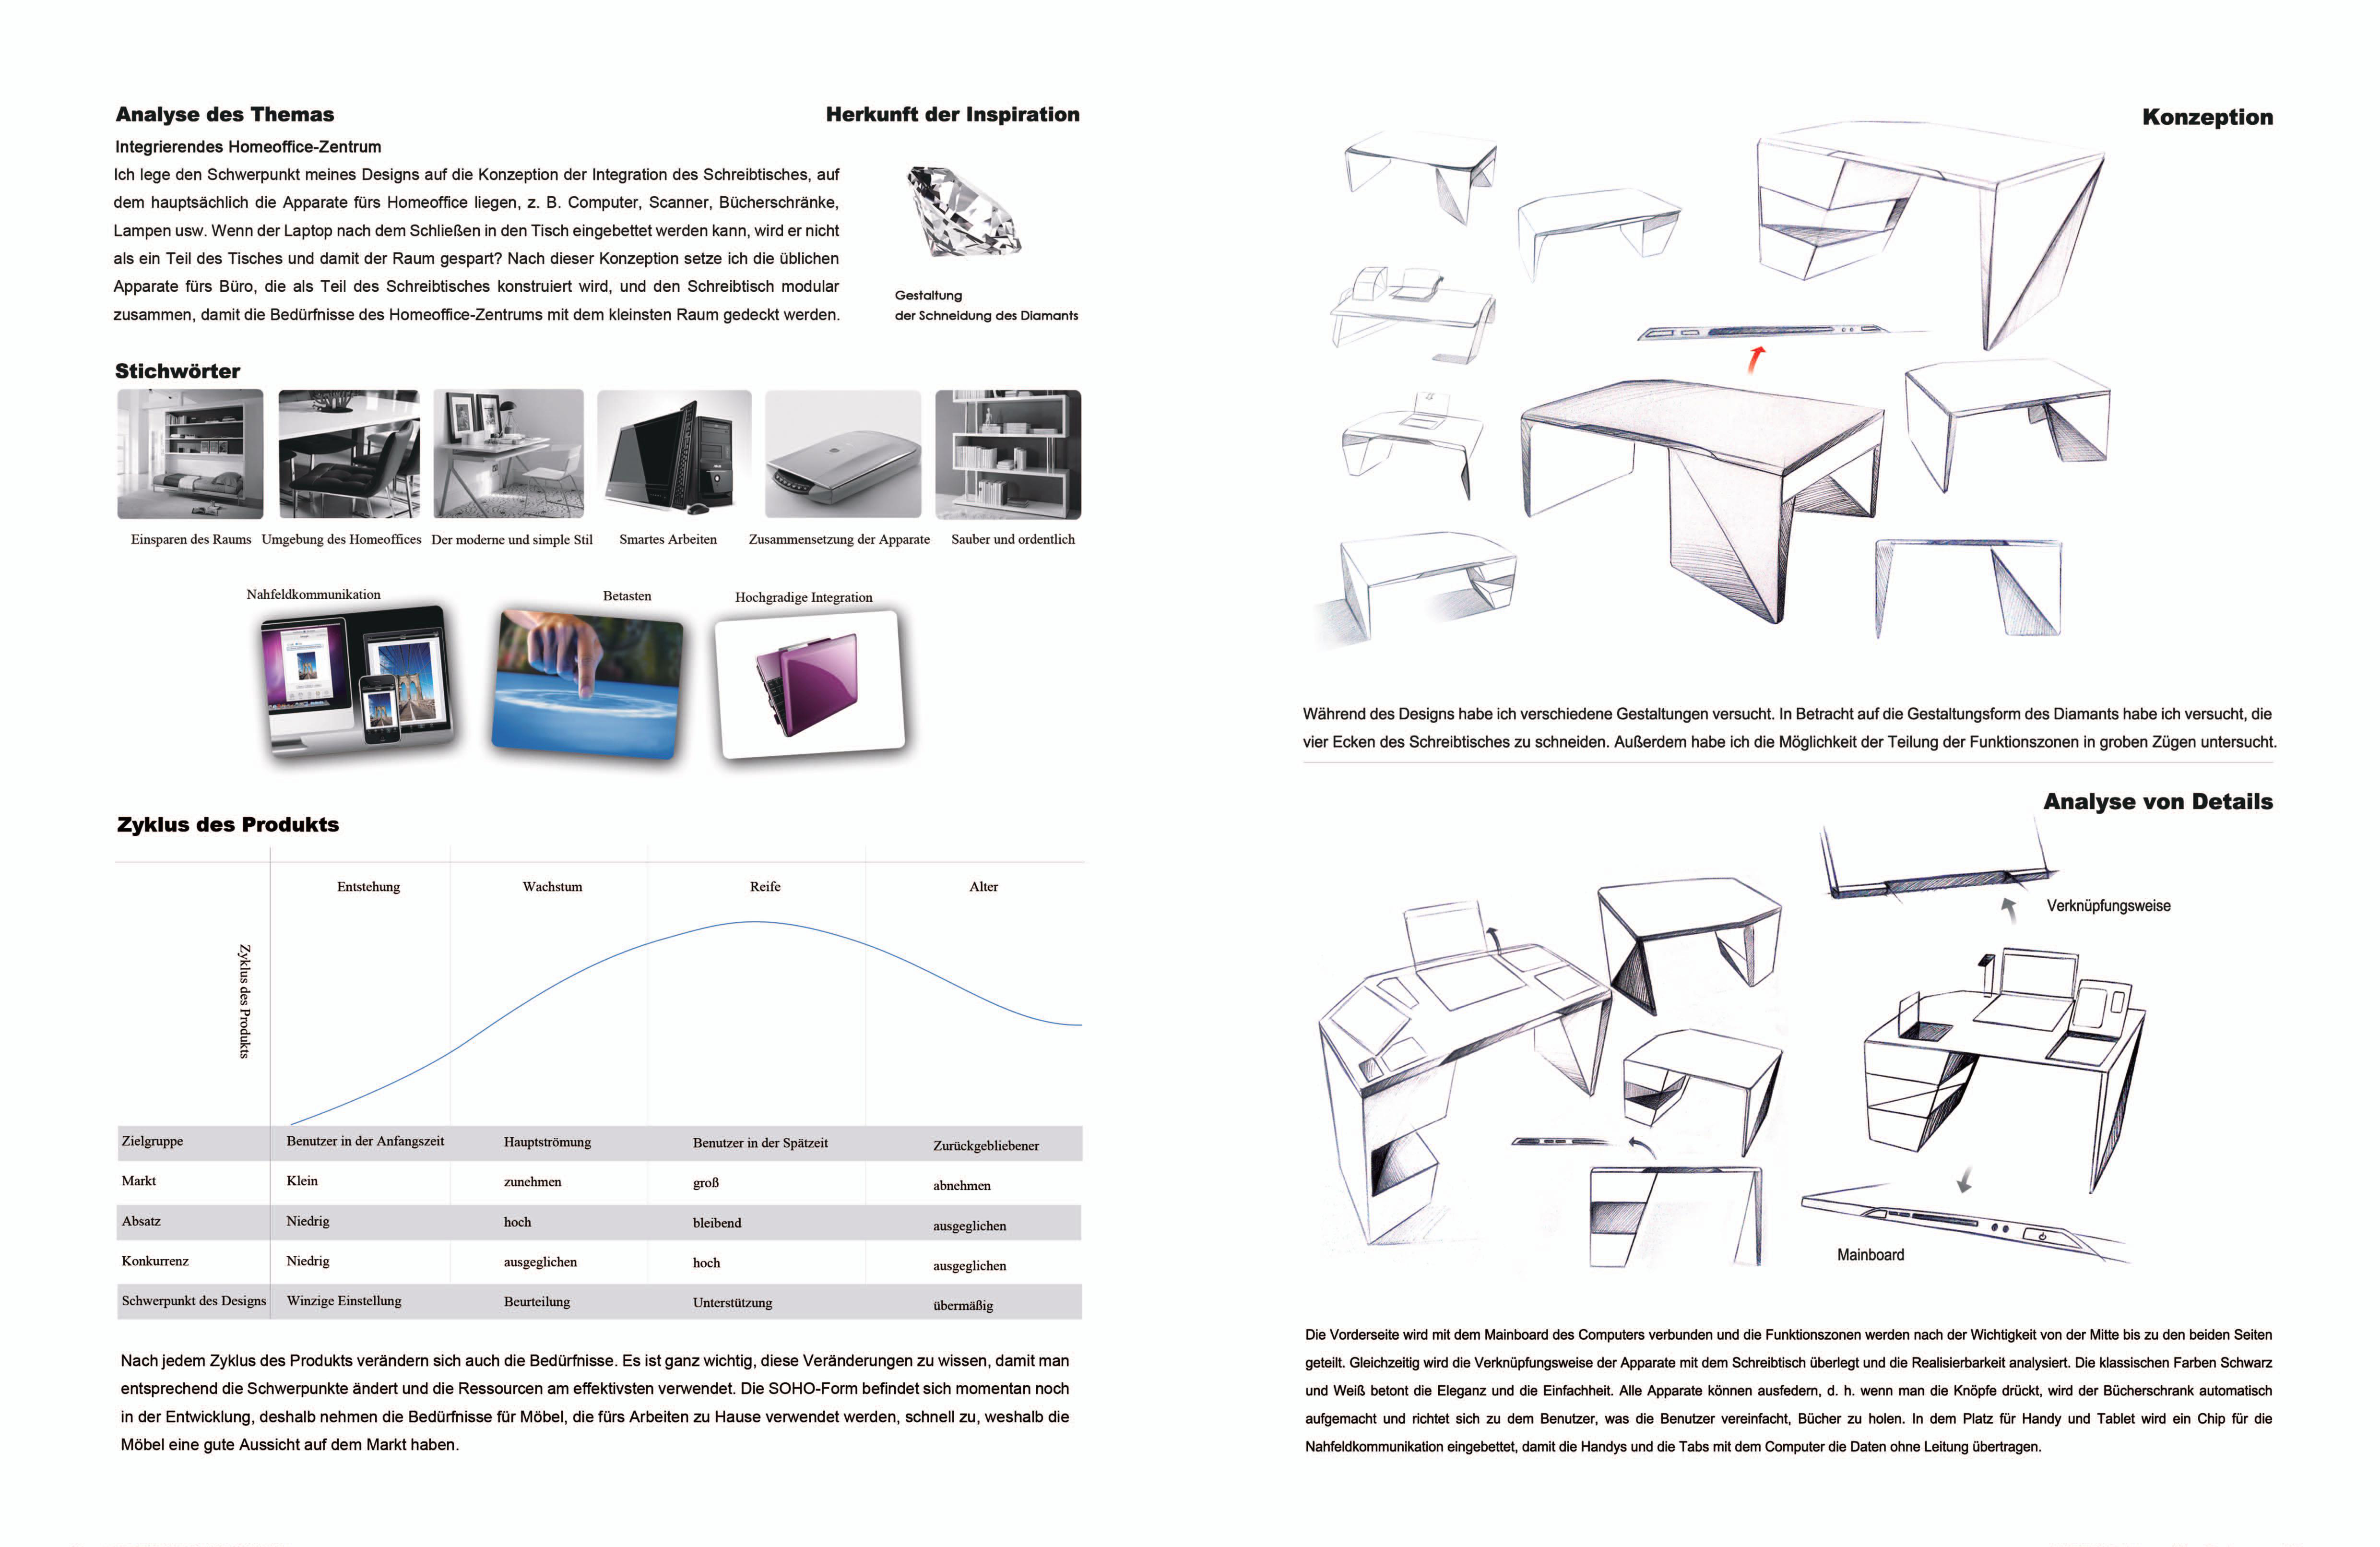 Analyse des Themas
Integrierendes Homeoffice-Zentrum
Ich lege den Schwerpunkt meines Designs auf die Konzeption der Integration des Schreibtisches, auf
dem hauptsächlich die Apparate fürs Homeoffice liegen, z. B. Computer, Scanner, Bücherschränke,
Lampen usw. Wenn der Laptop nach dem Schließen in den Tisch eingebettet werden kann, wird er nicht
als ein Teil des Tisches und damit der Raum gespart? Nach dieser Konzeption setze ich die üblichen
Apparate fürs Büro, die als Teil des Schreibtisches konstruiert wird, und den Schreibtisch modular
zusammen, damit die Bedürfnisse des Homeoffice-Zentrums mit dem kleinsten Raum gedeckt werden.
Herkunft der Inspiration
Gestaltung
der Schneidung des Diamants
Stichwörter
Einsparen des Raums
Umgebung des Homeoffices
Der moderne und simple Stil
Smartes Arbeiten
Zusammensetzung der Apparate
Sauber und ordentlich
Nahfeldkommunikation
Betasten
Hochgradige Integration
Zyklus des Produkts
Entstehung Wachstum Reife Alter
Zyklus des Produkts
Zielgruppe Benutzer in der Anfangszeit Hauptströmung Benutzer in der Spätzeit Zurückgebliebener
Markt Klein zunehmen groß abnehmen
Absatz Niedrig hoch bleibend ausgeglichen
Konkurrenz Niedrig ausgeglichen hoch ausgeglichen
Schwerpunkt des Designs Winzige Einstellung Beurteilung Unterstützung übermäßig
Nach jedem Zyklus des Produkts verändern sich auch die Bedürfnisse. Es ist ganz wichtig, diese Veränderungen zu wissen, damit man
entsprechend die Schwerpunkte ändert und die Ressourcen am effektivsten verwendet. Die SOHO-Form befindet sich momentan noch
in der Entwicklung, deshalb nehmen die Bedürfnisse für Möbel, die fürs Arbeiten zu Hause verwendet werden, schnell zu, weshalb die
Möbel eine gute Aussicht auf dem Markt haben.
Konzeption
Während des Designs habe ich verschiedene Gestaltungen versucht. In Betracht auf die Gestaltungsform des Diamants habe ich versucht, die
vier Ecken des Schreibtisches zu schneiden. Außerdem habe ich die Möglichkeit der Teilung der Funktionszonen in groben Zügen untersucht.
Analyse von Details
Verknüpfungsweise
Mainboard
Die Vorderseite wird mit dem Mainboard des Computers verbunden und die Funktionszonen werden nach der Wichtigkeit von der Mitte bis zu den beiden Seiten
geteilt. Gleichzeitig wird die Verknüpfungsweise der Apparate mit dem Schreibtisch überlegt und die Realisierbarkeit analysiert. Die klassischen Farben Schwarz
und Weiß betont die Eleganz und die Einfachheit. Alle Apparate können ausfedern, d. h. wenn man die Knöpfe drückt, wird der Bücherschrank automatisch
aufgemacht und richtet sich zu dem Benutzer, was die Benutzer vereinfacht, Bücher zu holen. In dem Platz für Handy und Tablet wird ein Chip für die
Nahfeldkommunikation eingebettet, damit die Handys und die Tabs mit dem Computer die Daten ohne Leitung übertragen.